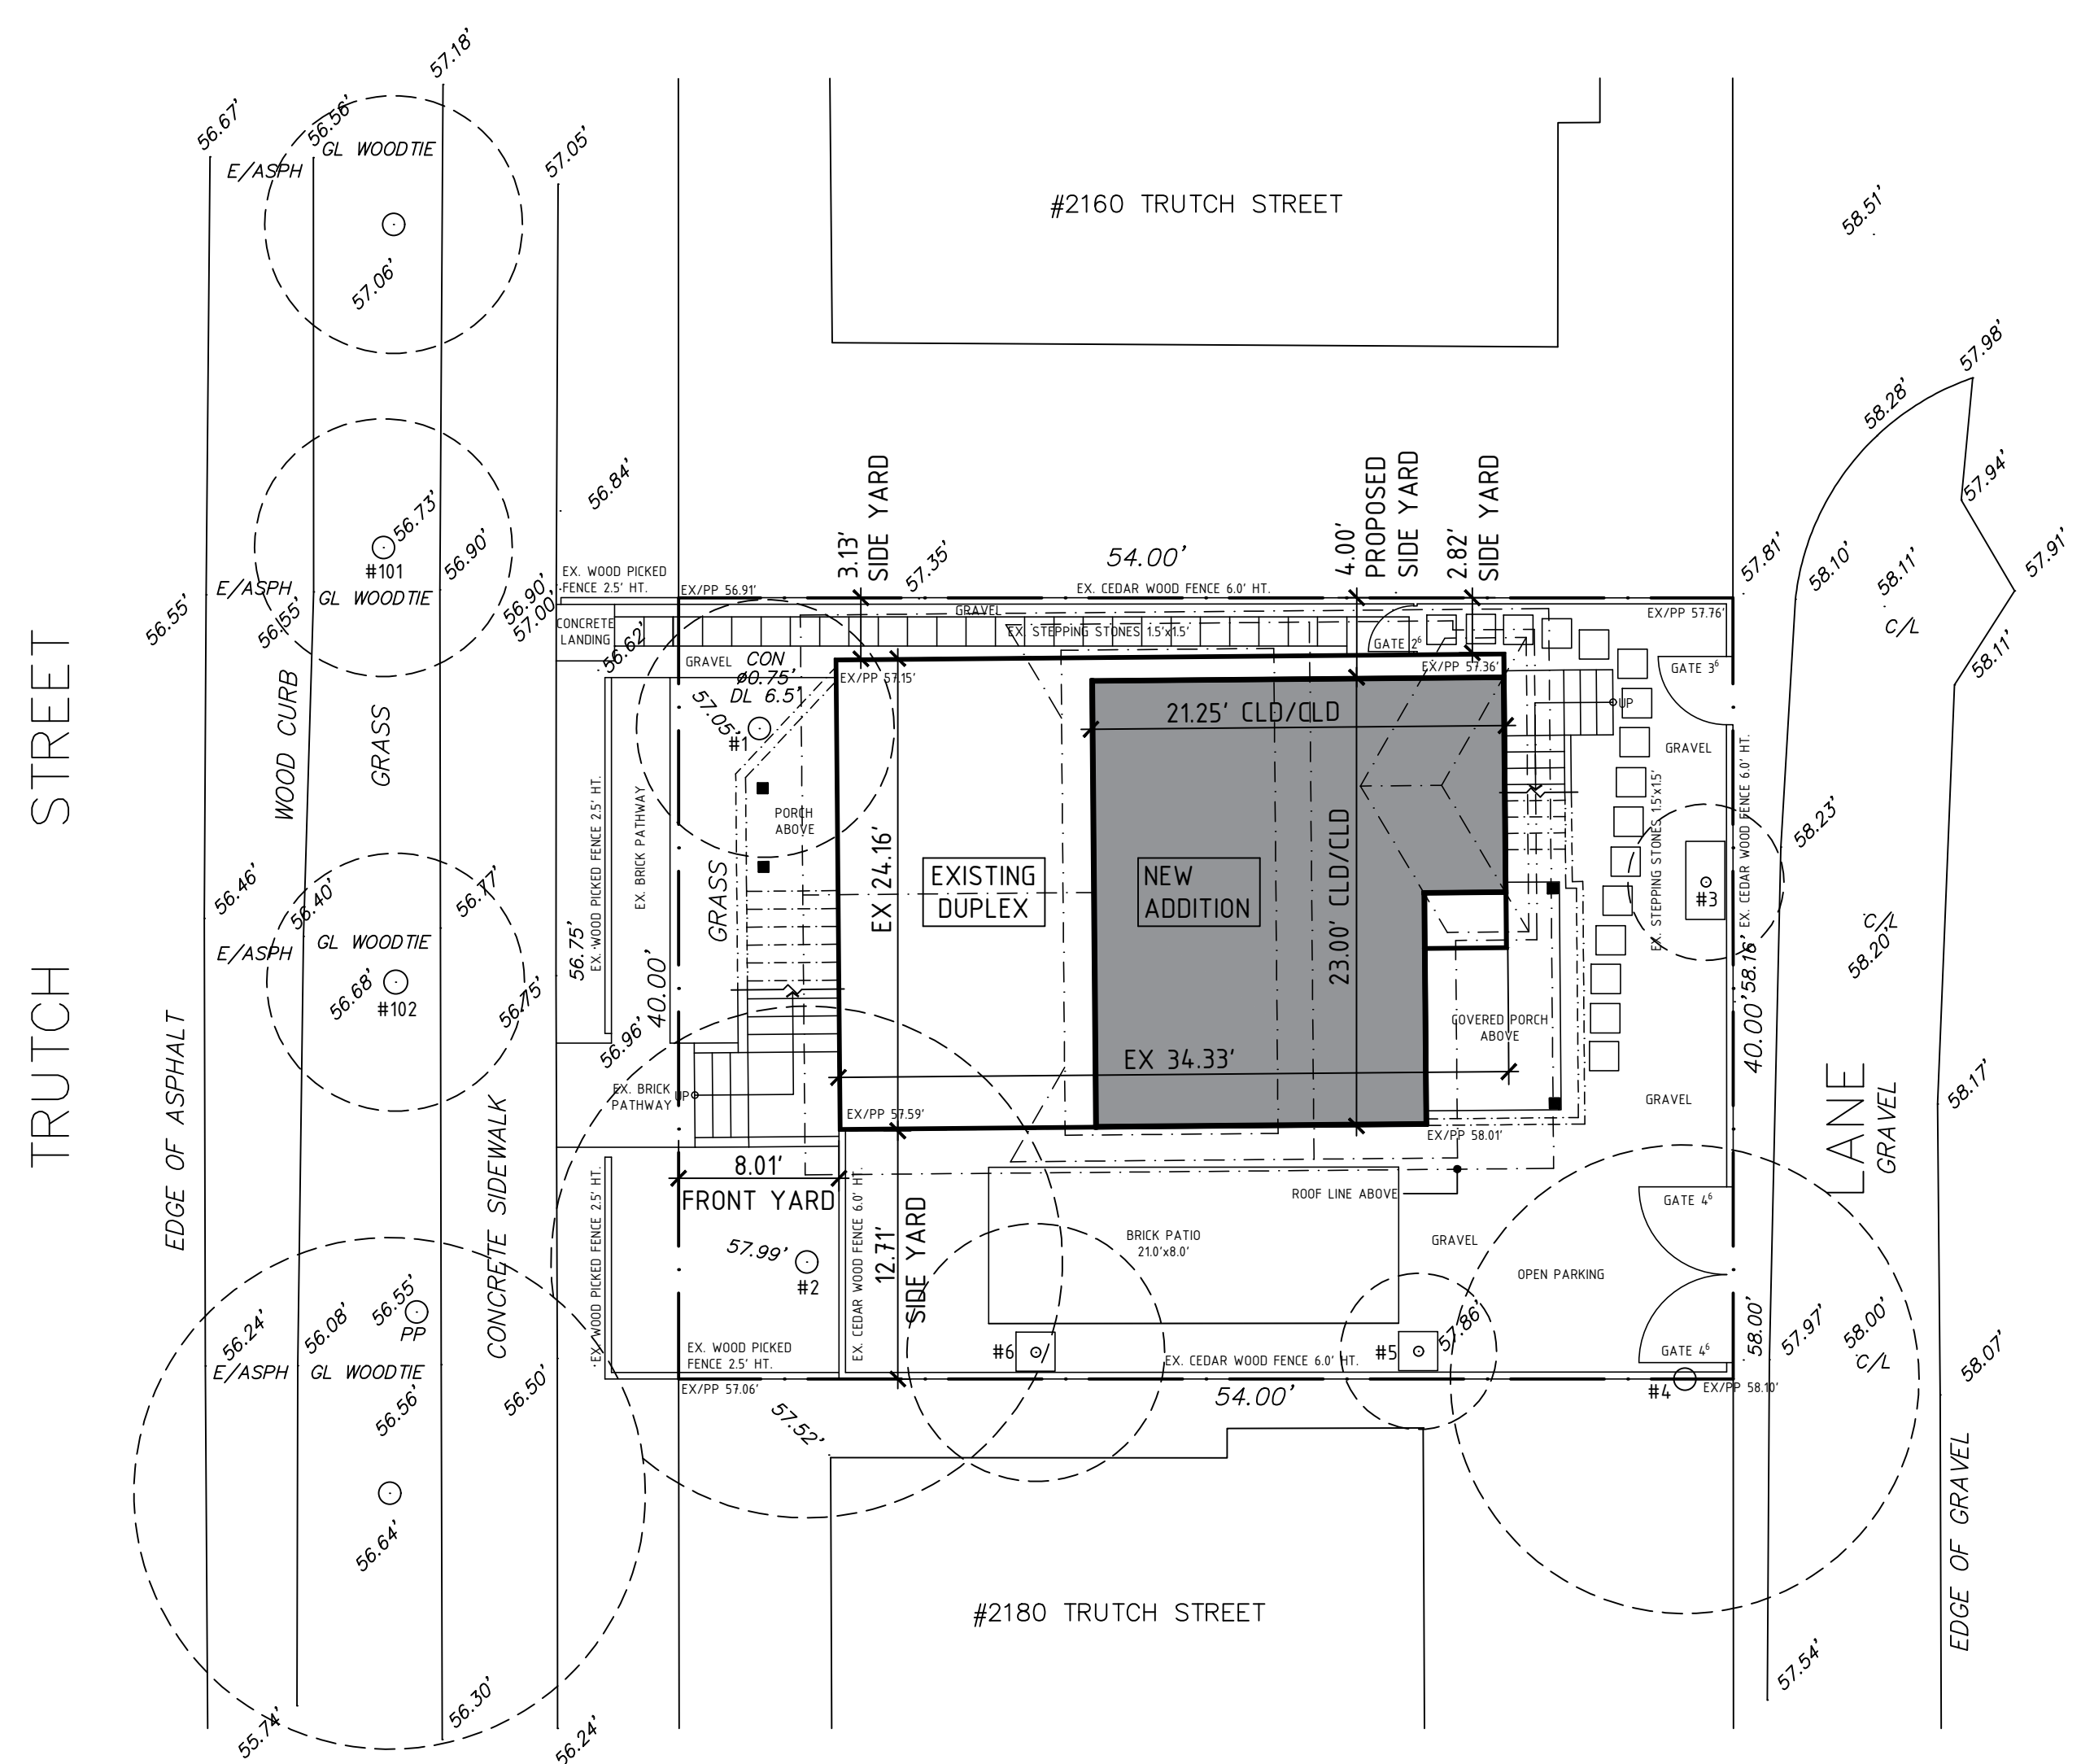 57.18'
56.67'
56.56'
57.05'
GL WOODTIE
E/ASPH
57.06'
#2160 TRUTCH STREET
58.51'
57.98'
58.28'
57.94'
57.91'
58.11'
58.10'
58.11'
C/L
57.81'
56.84'
56.73'
#101
56.90'
E/ASPH
GL WOODTIE
56.55'
56.55'
56.90'
57.00'
EX. WOOD PICKED
FENCE 2.5' HT.
EX/PP 56.91'
3.13'
SIDE YARD
57.35'
54.00'
EX. CEDAR WOOD FENCE 6.0' HT.
4.00'
PROPOSED
SIDE YARD
2.82'
SIDE YARD
EX/PP 57.76'
CONCRETE
LANDING
56.62'
GRAVEL
GRAVEL
EX. STEPPING STONES 1.5'x1.5'
GATE 2⁶
EX/PP 57.36'
GATE 3⁶
CON
ø0.75'
DL 6.5'
57.05'
#1
EX/PP 57.15'
21.25' CLD/CLD
UP
GRAVEL
TRUTCH STREET
WOOD CURB
GRASS
EX. WOOD PICKED FENCE 2.5' HT.
EX. BRICK PATHWAY
GRASS
PORCH
ABOVE
EX 24.16'
EXISTING
DUPLEX
NEW
ADDITION
23.00' CLD/CLD
EX. STEPPING STONES 1.5'x1.5'
EX. CEDAR WOOD FENCE 6.0' HT.
#3
58.23'
56.46'
56.40'
56.77'
E/ASPH
GL WOODTIE
56.68'
#102
56.75'
56.75'
40.00'
56.96'
58.16'
40.00'
C/L
58.20'
58.17'
COVERED PORCH
ABOVE
EX 34.33'
EX. BRICK
PATHWAY
UP
EX/PP 57.59'
EX/PP 58.01'
GRAVEL
LANE
GRAVEL
EDGE OF ASPHALT
CONCRETE SIDEWALK
8.01'
FRONT YARD
EX. WOOD PICKED FENCE 2.5' HT.
EX. CEDAR WOOD FENCE 6.0' HT.
12.71'
SIDE YARD
ROOF LINE ABOVE
BRICK PATIO
21.0'x8.0'
GRAVEL
OPEN PARKING
GATE 4⁶
GATE 4⁶
57.99'
#2
56.55'
PP
56.24'
56.08'
E/ASPH
GL WOODTIE
56.56'
56.50'
EX. WOOD PICKED
FENCE 2.5' HT.
EX/PP 57.06'
#6
#5
57.86'
EX. CEDAR WOOD FENCE 6.0' HT.
54.00'
#4
EX/PP 58.10'
58.00'
57.97'
58.00'
C/L
58.07'
57.52'
56.64'
#2180 TRUTCH STREET
EDGE OF GRAVEL
57.54'
55.74'
56.30'
56.24'